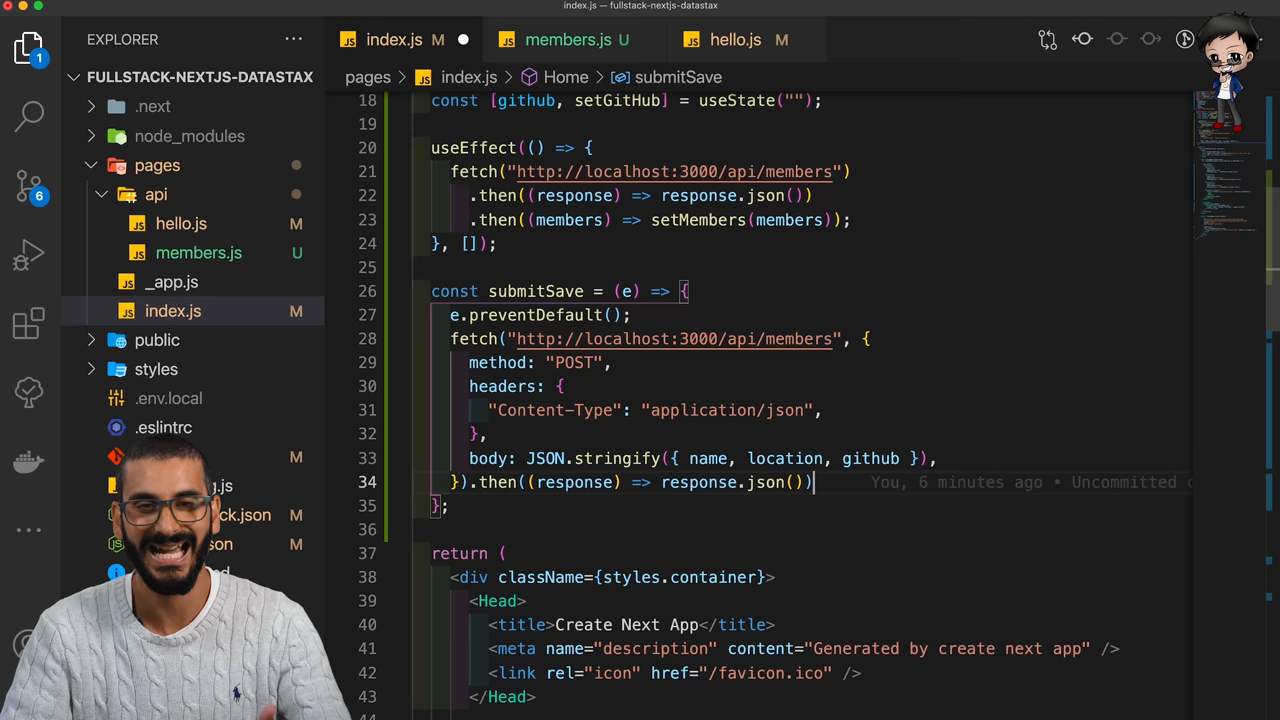 index.js — fullstack-nextjs-datastax
EXPLORER
index.js M
members.js U
hello.js M
1
FULLSTACK-NEXTJS-DATASTAX
.next
node_modules
pages
api
hello.js M
members.js U
_app.js
index.js M
public
styles
.env.local
.eslintrc
M
.js
ck.json M
on M
6
pages > index.js > Home > submitSave
18 const [github, setGitHub] = useState("");
19
20 useEffect(() => {
21 fetch("http://localhost:3000/api/members")
22 .then((response) => response.json())
23 .then((members) => setMembers(members));
24 }, []);
25
26 const submitSave = (e) => {
27 e.preventDefault();
28 fetch("http://localhost:3000/api/members", {
29 method: "POST",
30 headers: {
31 "Content-Type": "application/json",
32 },
33 body: JSON.stringify({ name, location, github }),
34 }).then((response) => response.json()) You, 6 minutes ago • Uncommitted c
35 };
36
37 return (
38 <div className={styles.container}>
39 <Head>
40 <title>Create Next App</title>
41 <meta name="description" content="Generated by create next app" />
42 <link rel="icon" href="/favicon.ico" />
43 </Head>